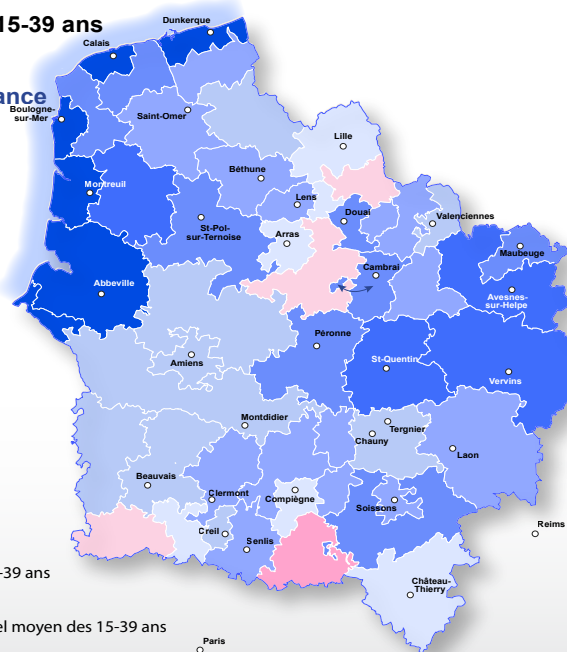 15-39 ans
Dunkerque
Calais
ance
Boulogne-
sur-Mer
Saint-Omer
Lille
Béthune
Montreuil
Lens
St-Pol-
sur-Ternoise
Douai
Valenciennes
Arras
Maubeuge
Cambrai
Abbeville
Avesnes-
sur-Helpe
Péronne
St-Quentin
Amiens
Vervins
Montdidier
Tergnier
Chauny
Laon
Beauvais
Clermont
Compiègne
Soissons
Reims
Creil
Senlis
-39 ans
Château-
Thierry
el moyen des 15-39 ans
Paris